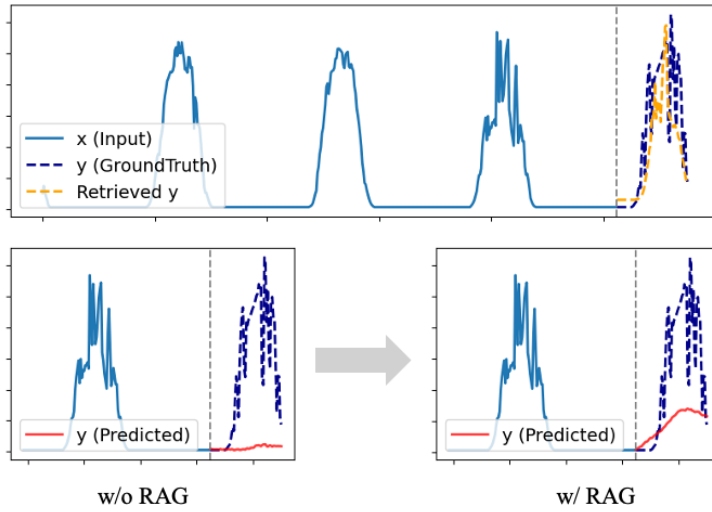 x (Input)
y (GroundTruth)
Retrieved y
y (Predicted)
y (Predicted)
w/o RAG
w/ RAG